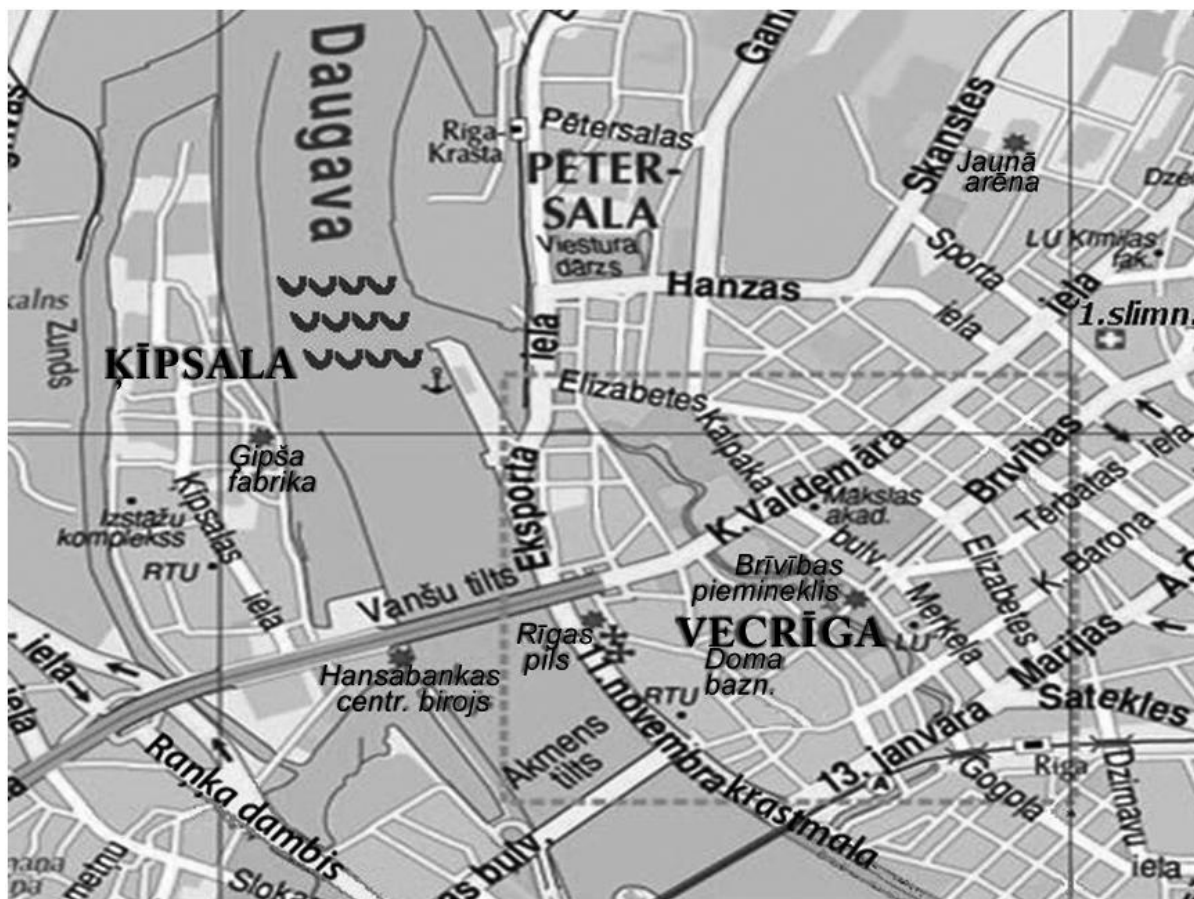 Daugava
Rīga-
Krasta
Pētersalas
PĒTER-
SALA
Viestura
dārzs
Skanstes
Jaunā
arēna
Sporta
iela
LU Ķīmijas
fak.
iela
1.slimn.
Hanzas
iela
kalns
Zunds
ĶĪPSALA
Elizabetes
Kalpaka
bulv.
K.Valdemāra
Brīvības
iela
Tērbatas
K. Barona
Ģipša
fabrika
Ķīpsalas
iela
Izstāžu
komplekss
RTU
Eksporta
Mākslas
akad.
Elizabetes
Vanšu tilts
Brīvības
piemineklis
Merķeļa
LU
VECRĪGA
Rīgas
pils
Doma
bazn.
RTU
Marijas
Satekles
iela
iela
Hansabankas
centr. birojs
Akmens
tilts
11.novembra krastmala
13. janvāra
A
Rīga
Gogoļa
iela
Dzirnavu
Raņķa dambis
bulv.